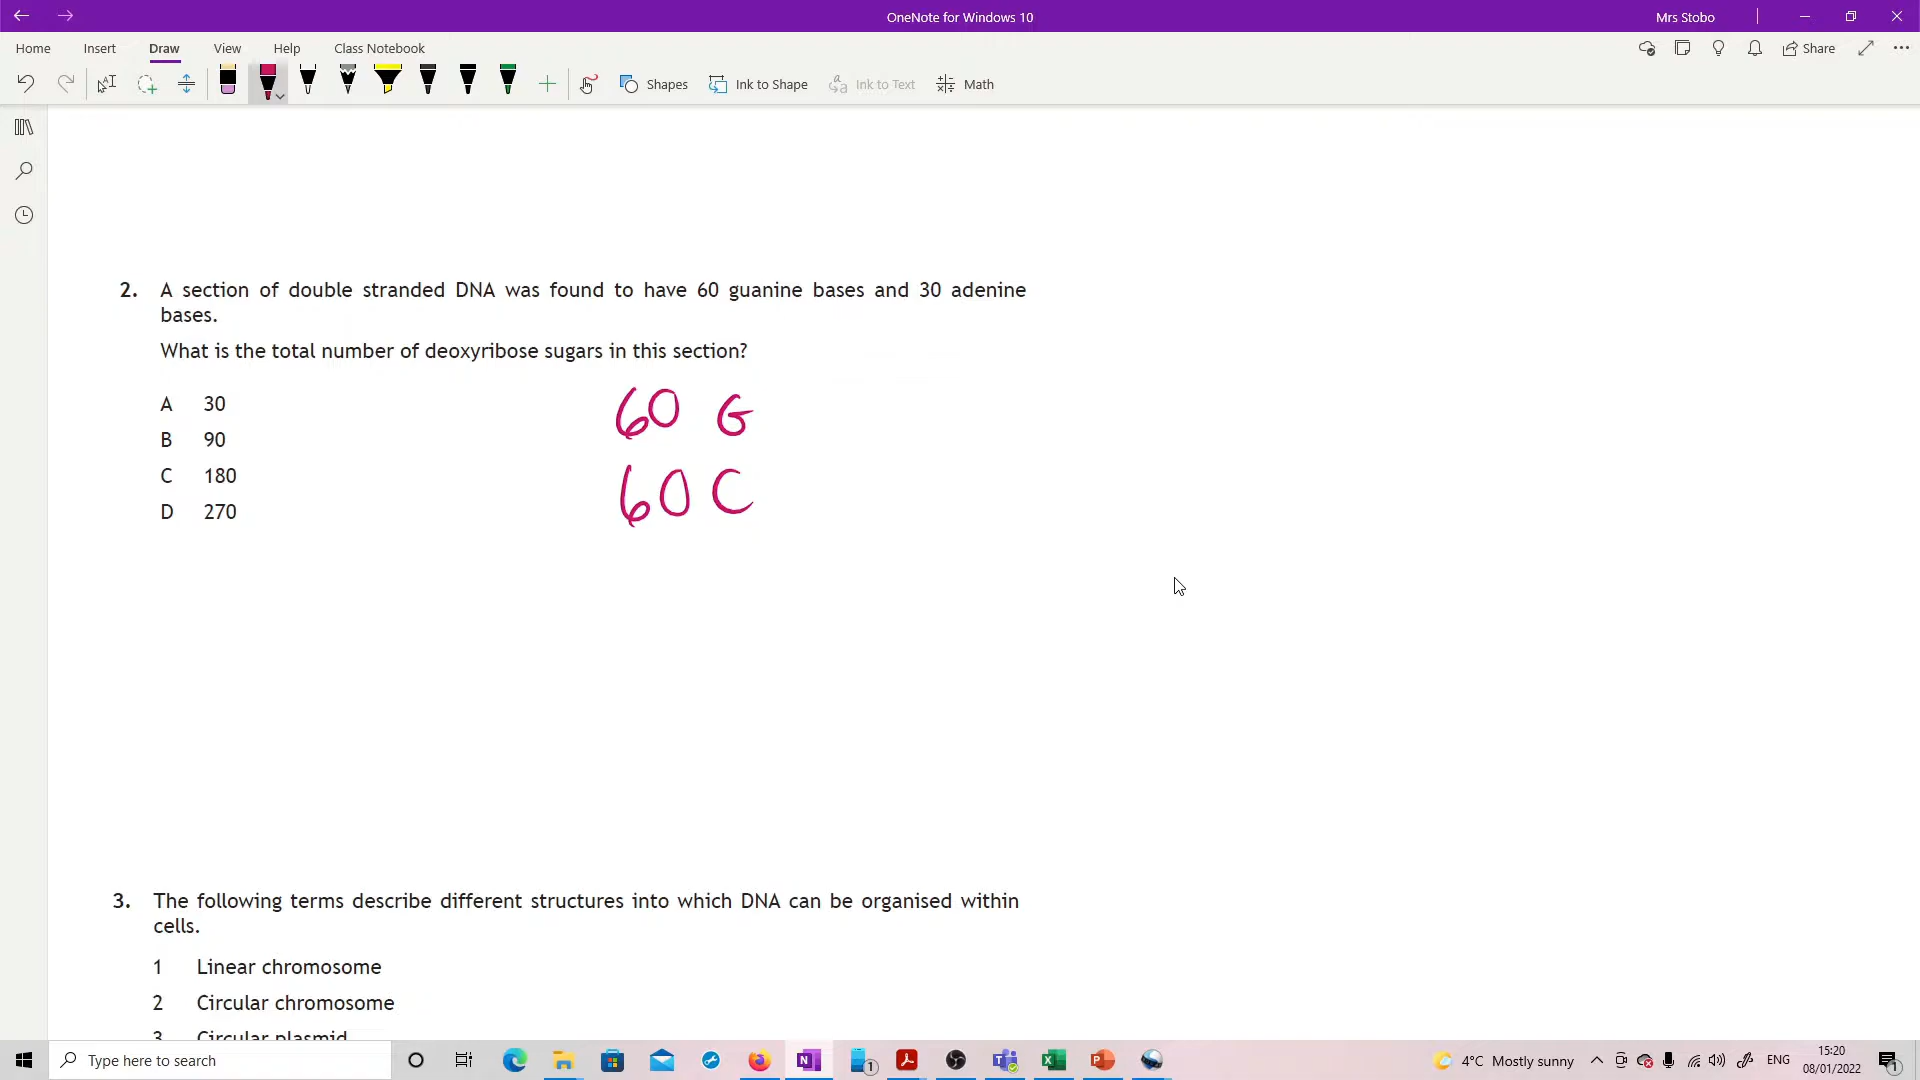 OneNote for Windows 10
Mrs Stobo
Home Insert Draw View Help Class Notebook
Share
Shapes
Ink to Shape
Ink to Text
Math
2. A section of double stranded DNA was found to have 60 guanine bases and 30 adenine
bases.
What is the total number of deoxyribose sugars in this section?
A 30
B 90
C 180
D 270
60 G
60 C
3. The following terms describe different structures into which DNA can be organised within
cells.
1 Linear chromosome
2 Circular chromosome
3 Circular plasmid
Type here to search
4°C Mostly sunny
ENG
15:20
08/01/2022